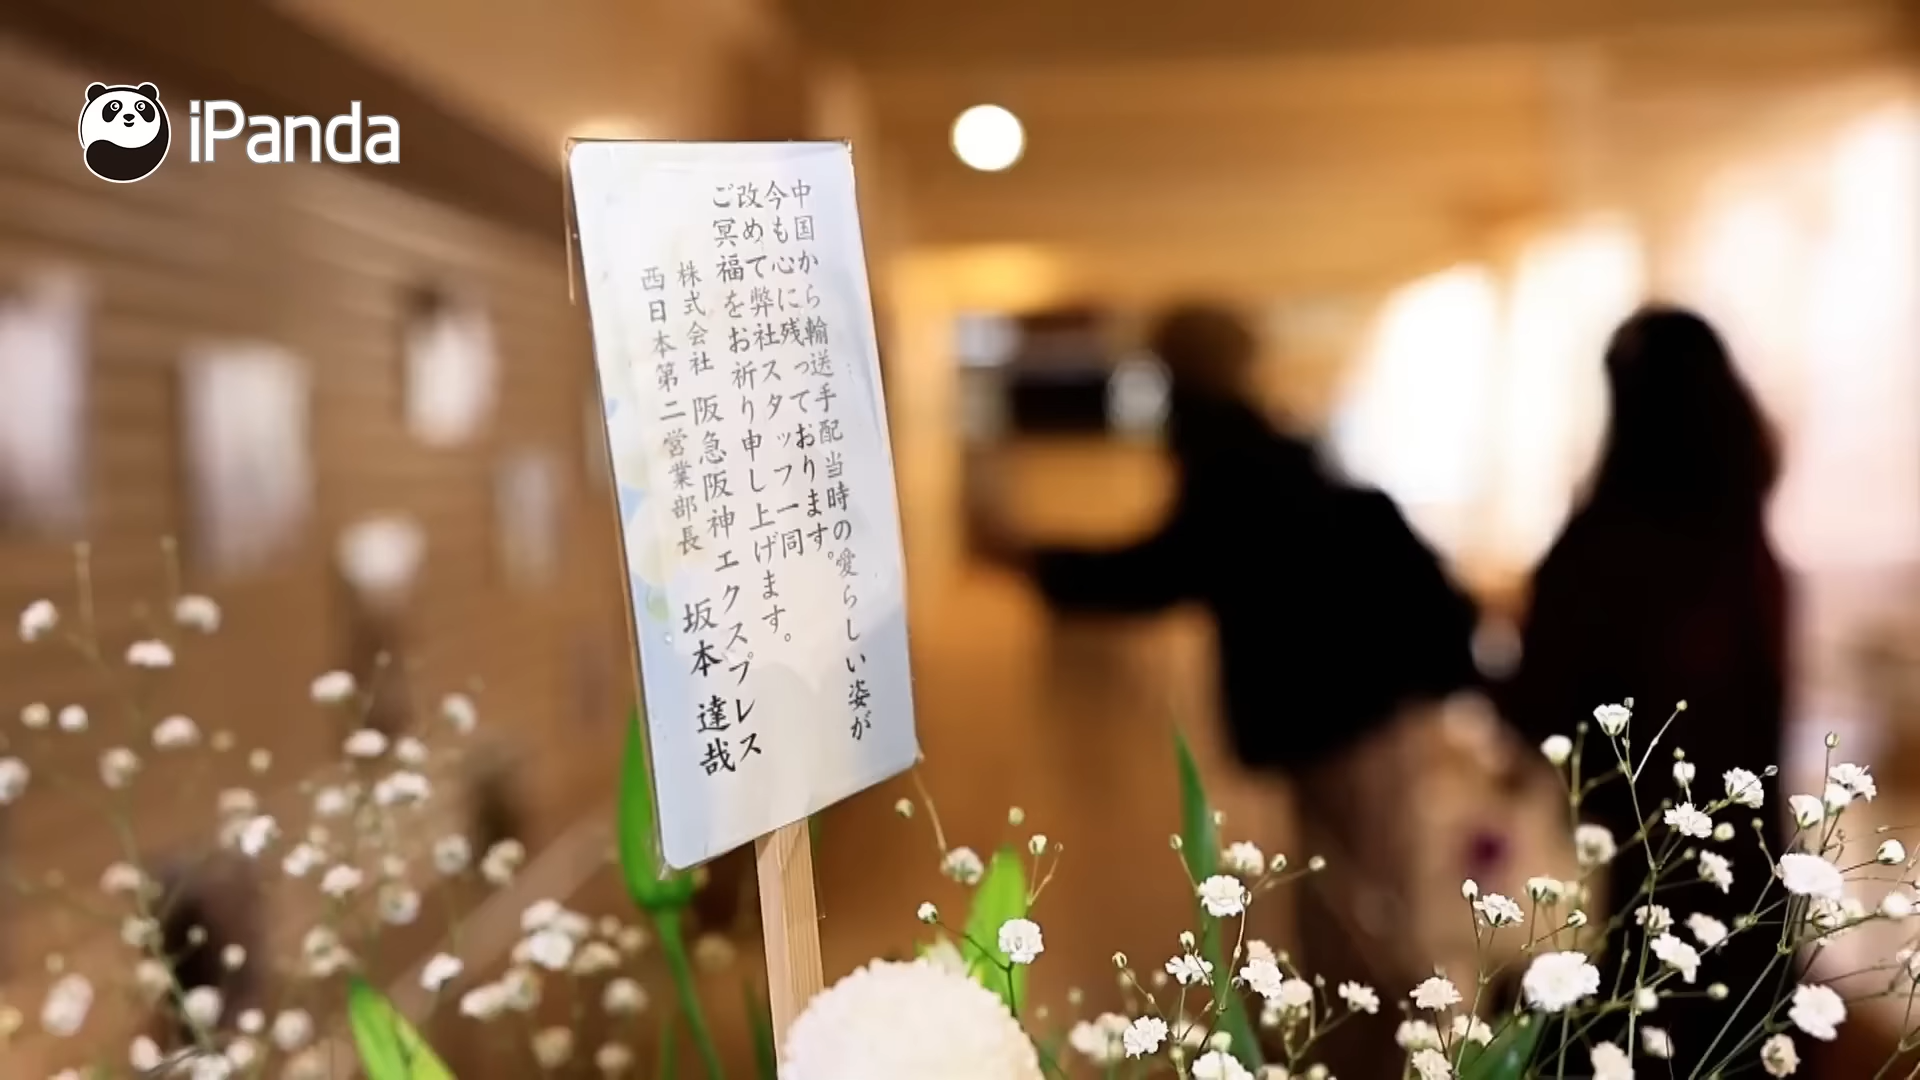 iPanda
中国から輸送手配当時の愛らしい姿が
今も心に残っております。
改めて弊社スタッフ一同
ご冥福をお祈り申し上げます。
株式会社 阪急阪神エクスプレス
西日本第二営業部長 坂本 達哉